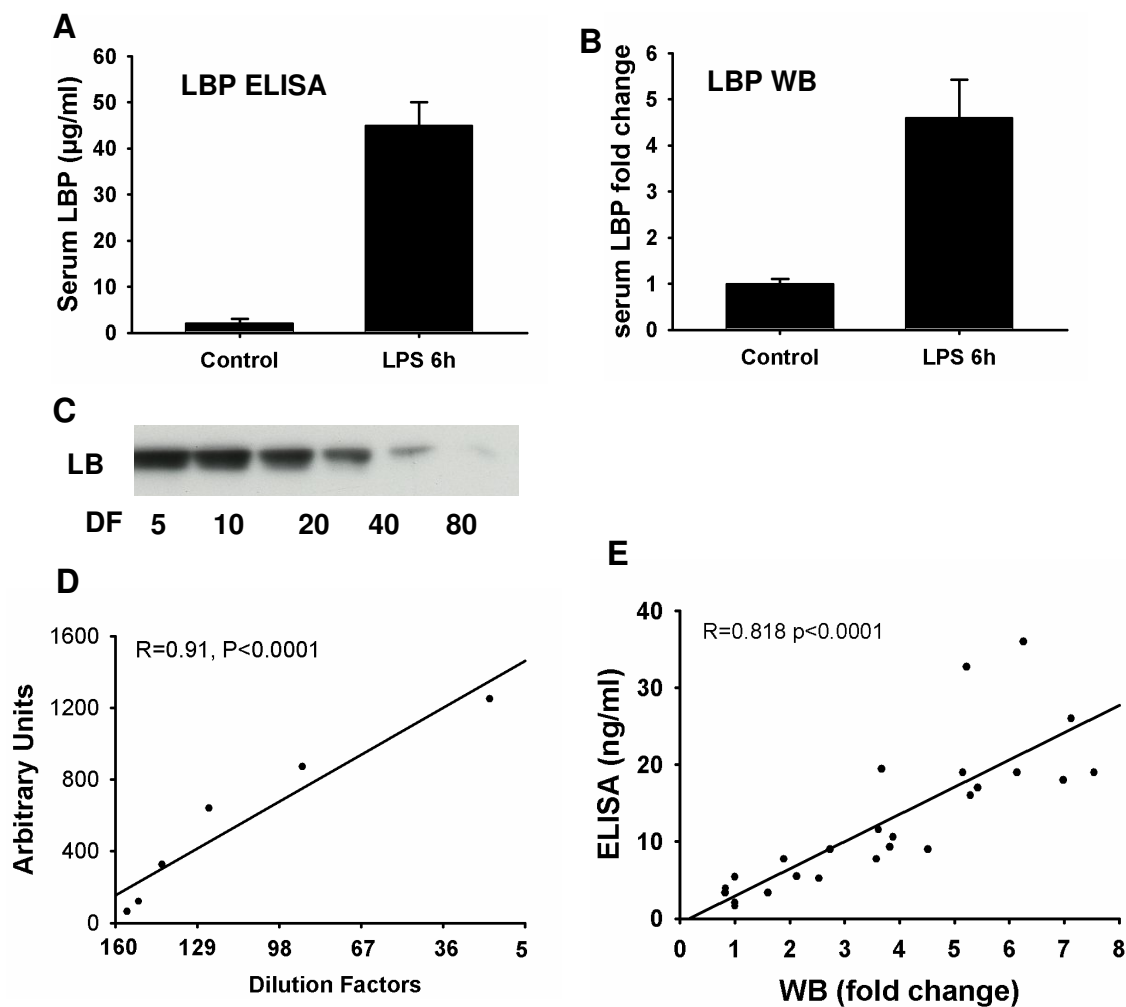 A
LBP ELISA
Serum LBP (µg/ml)
60
50
40
30
20
10
0
Control LPS 6h
B
LBP WB
serum LBP fold change
6
5
4
3
2
1
0
Control LPS 6h
C
LB
DF 5 10 20 40 80
D
R=0.91, P<0.0001
Arbitrary Units
1600
1200
800
400
0
160 129 98 67 36 5
Dilution Factors
E
R=0.818 p<0.0001
ELISA (ng/ml)
40
30
20
10
0
0 1 2 3 4 5 6 7 8
WB (fold change)